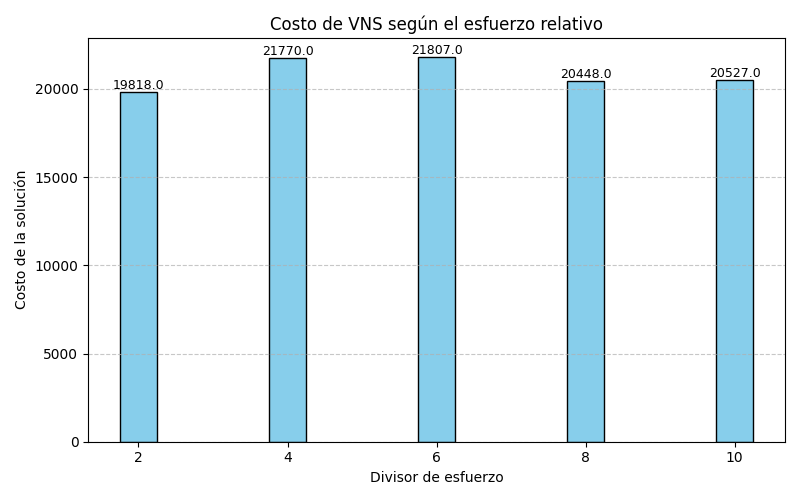 Costo de VNS según el esfuerzo relativo
19818.0
21770.0
21807.0
20448.0
20527.0
20000
15000
10000
5000
0
Costo de la solución
2 4 6 8 10
Divisor de esfuerzo